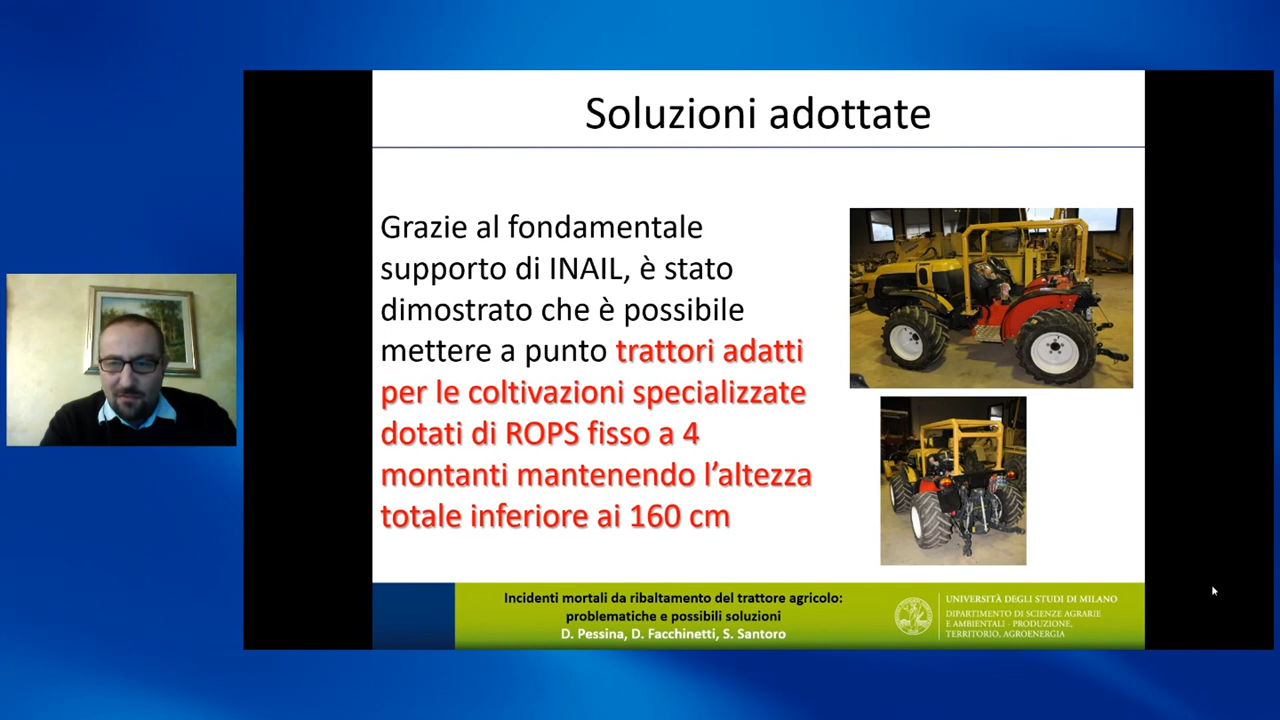 Soluzioni adottate
Grazie al fondamentale
supporto di INAIL, è stato
dimostrato che è possibile
mettere a punto trattori adatti
per le coltivazioni specializzate
dotati di ROPS fisso a 4
montanti mantenendo l’altezza
totale inferiore ai 160 cm
Incidenti mortali da ribaltamento del trattore agricolo:
problematiche e possibili soluzioni
D. Pessina, D. Facchinetti, S. Santoro
UNIVERSITÀ DEGLI STUDI DI MILANO
DIPARTIMENTO DI SCIENZE AGRARIE
E AMBIENTALI - PRODUZIONE,
TERRITORIO, AGROENERGIA